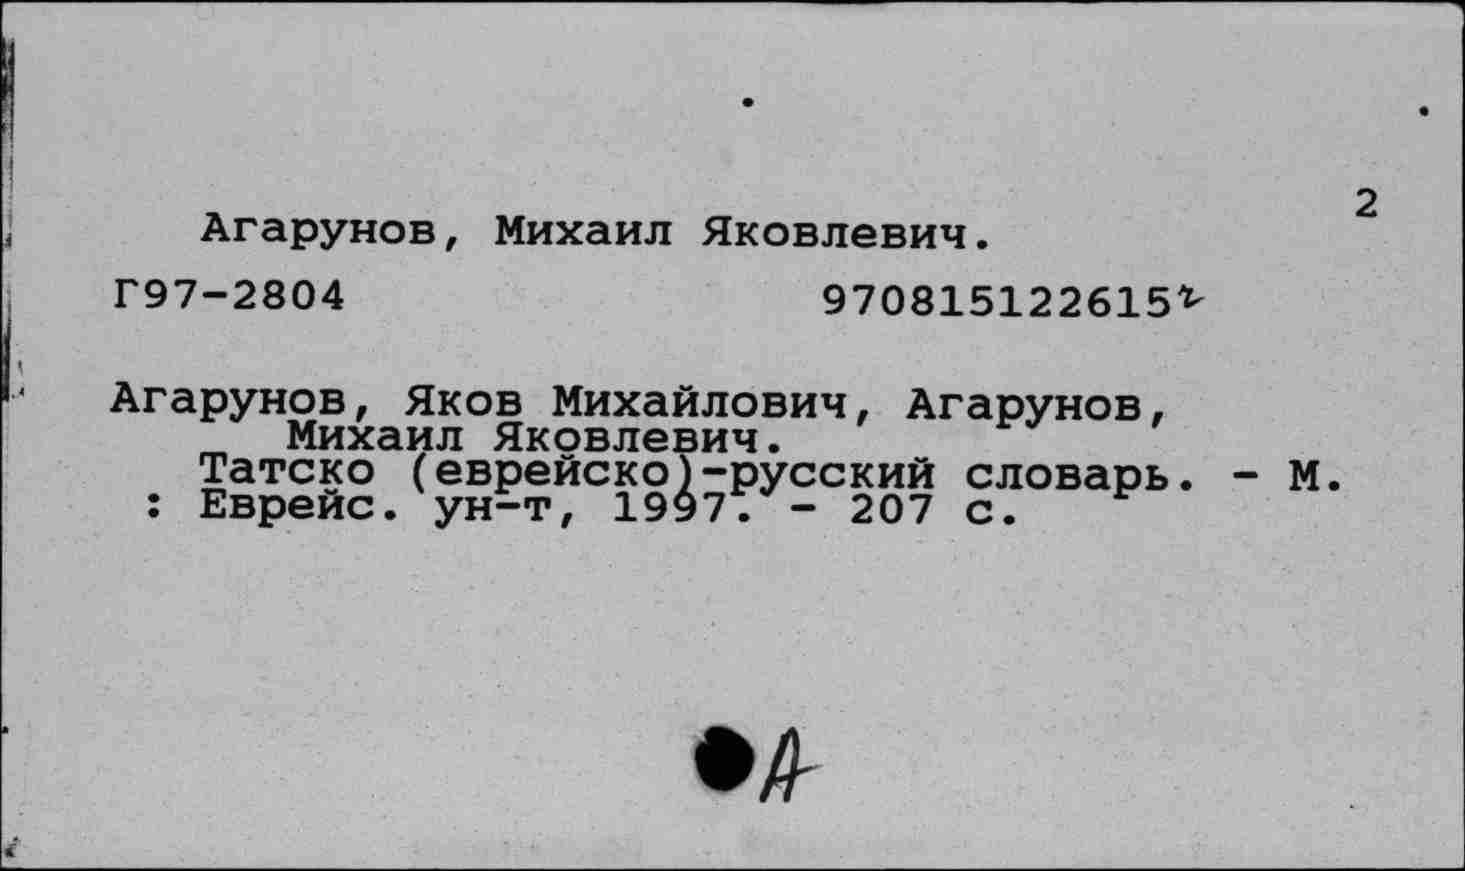 2
Агарунов, Михаил Яковлевич.
Г97-2804 970815122615
Агарунов, Яков Михайлович, Агарунов,
Михаил Яковлевич.
Татско (еврейско)-русский словарь. - М.
: Еврейс. ун-т, 1997. - 207 с.
А